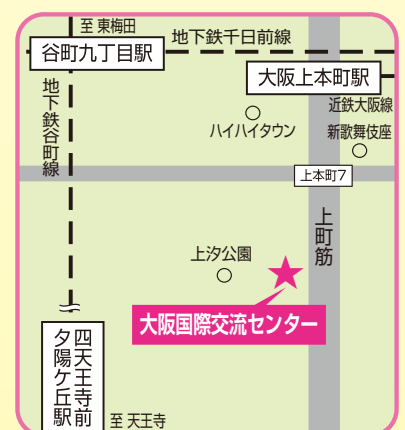 至 東梅田
地下鉄千日前線
谷町九丁目駅
大阪上本町駅
地下鉄谷町線
近鉄大阪線
ハイハイタウン
新歌舞伎座
上本町7
上町筋
上汐公園
大阪国際交流センター
四天王寺前
夕陽ケ丘駅
至 天王寺